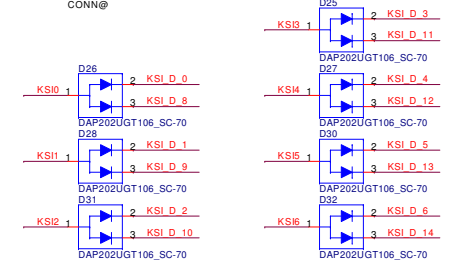 CONN@
D25
KSI3 1
2 KSI_D_3
3 KSI_D_11
DAP202UGT106_SC-70
D26
KSI0 1
2 KSI_D_0
3 KSI_D_8
DAP202UGT106_SC-70
D27
KSI4 1
2 KSI_D_4
3 KSI_D_12
DAP202UGT106_SC-70
D28
KSI1 1
2 KSI_D_1
3 KSI_D_9
DAP202UGT106_SC-70
D30
KSI5 1
2 KSI_D_5
3 KSI_D_13
DAP202UGT106_SC-70
D31
KSI2 1
2 KSI_D_2
3 KSI_D_10
DAP202UGT106_SC-70
D32
KSI6 1
2 KSI_D_6
3 KSI_D_14
DAP202UGT106_SC-70